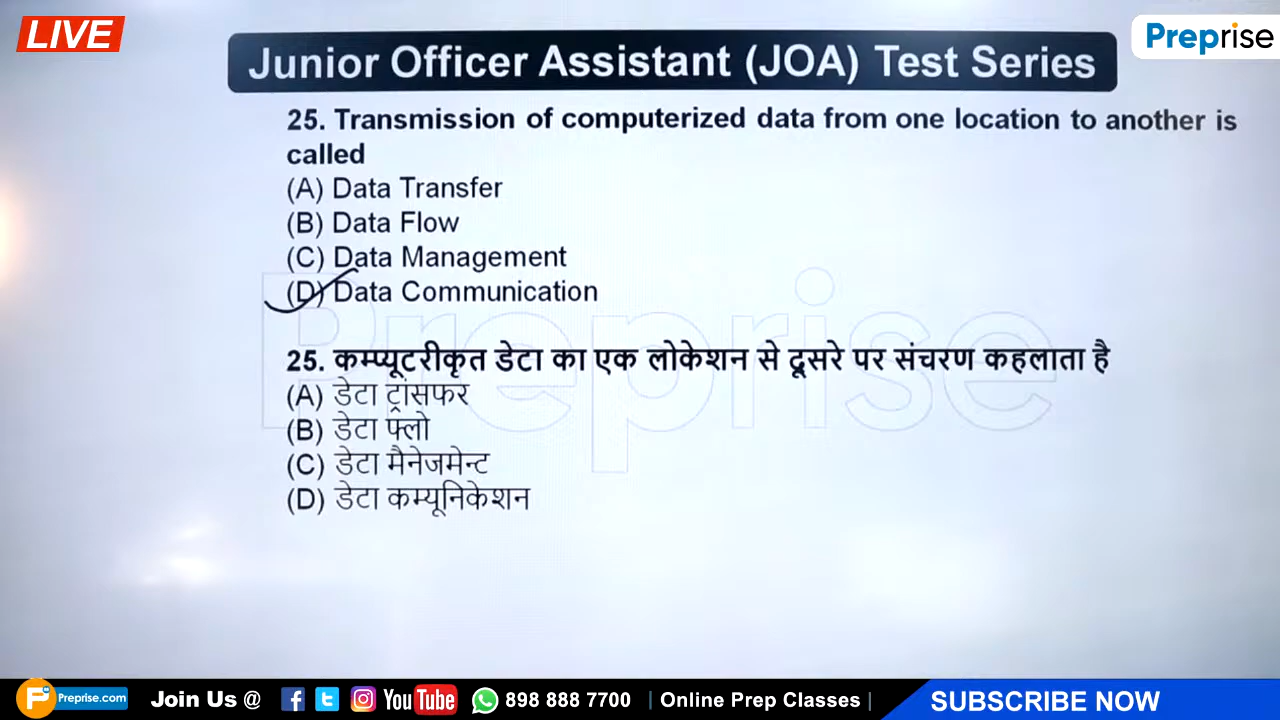 LIVE
Preprise
Junior Officer Assistant (JOA) Test Series
25. Transmission of computerized data from one location to another is
called
(A) Data Transfer
(B) Data Flow
(C) Data Management
(D) Data Communication
Preprise
25. कम्प्यूटरीकृत डेटा का एक लोकेशन से दूसरे पर संचरण कहलाता है
(A) डेटा ट्रांसफर
(B) डेटा फ्लो
(C) डेटा मैनेजमेन्ट
(D) डेटा कम्यूनिकेशन
Preprise.com Join Us @ YouTube 898 888 7700 | Online Prep Classes | SUBSCRIBE NOW